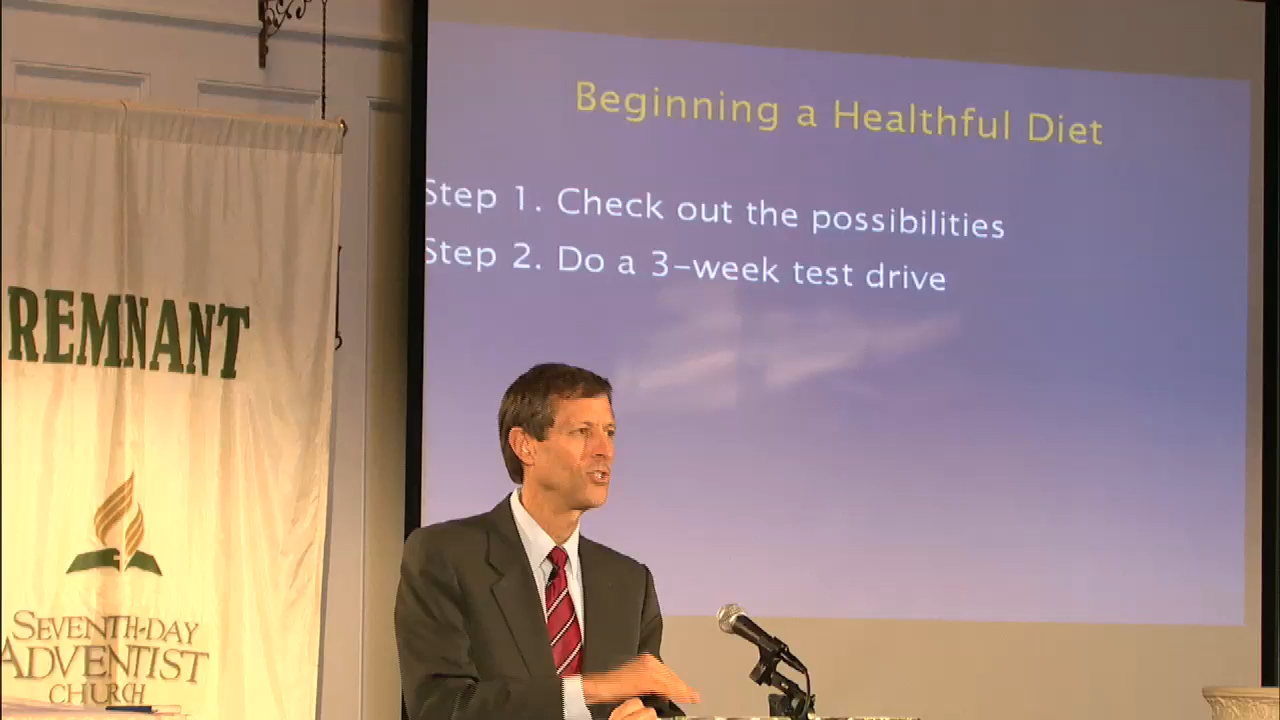 Beginning a Healthful Diet
Step 1. Check out the possibilities
Step 2. Do a 3-week test drive
REMNANT
SEVENTH-DAY
ADVENTIST
CHURCH